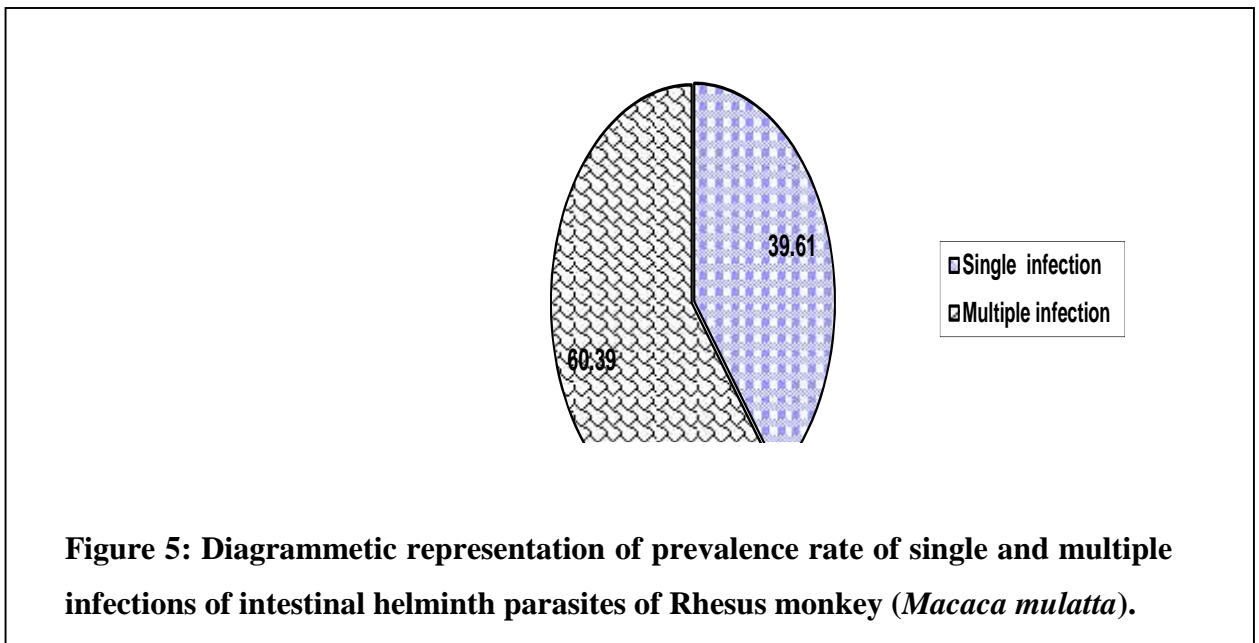 39.61
Single infection
Multiple infection
60.39
Figure 5: Diagrammetic representation of prevalence rate of single and multiple
infections of intestinal helminth parasites of Rhesus monkey (Macaca mulatta).